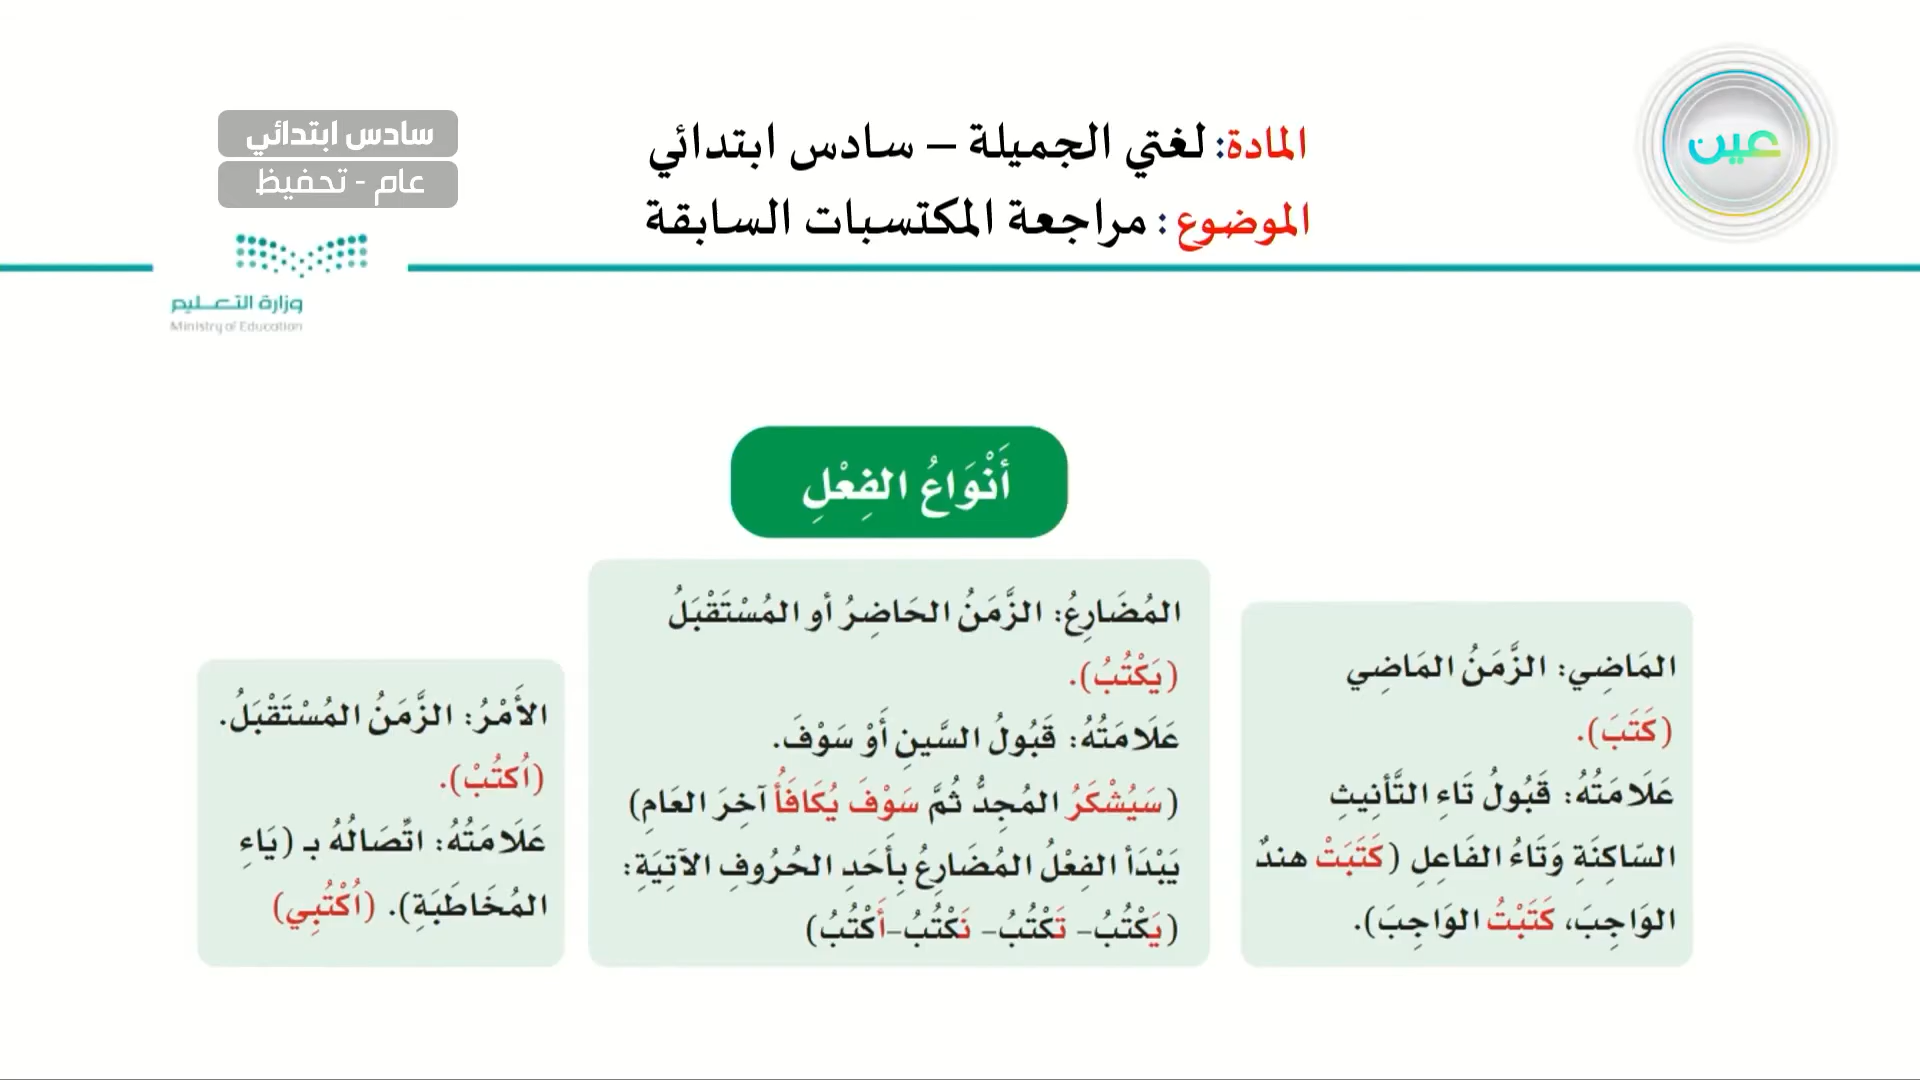 المادة: لغتي الجميلة – سادس ابتدائي
الموضوع : مراجعة المكتسبات السابقة
عين
سادس ابتدائي
عام - تحفيظ
وزارة التعليم
Ministry of Education
أَنْوَاعُ الفِعْلِ
المَاضِي: الزَّمَنُ المَاضِي
(كَتَبَ).
عَلَامَتُهُ: قَبُولُ تَاءِ التَّأنِيثِ
السّاكِنَةِ وَتَاءُ الفَاعِلِ (كَتَبَتْ هندٌ
الوَاجِبَ، كَتَبْتُ الوَاجِبَ).
المُضَارِعُ: الزَّمَنُ الحَاضِرُ أو المُسْتَقْبَلُ
(يَكْتُبُ).
عَلَامَتُهُ: قَبُولُ السَّينِ أَوْ سَوْفَ.
(سَيُشْكَرُ المُجِدُّ ثُمَّ سَوْفَ يُكَافَأُ آخِرَ العَامِ)
يَبْدَأ الفِعْلُ المُضَارِعُ بِأَحَدِ الحُرُوفِ الآتِيَةِ:
(يَكْتُبُ- تَكْتُبُ- نَكْتُبُ-أَكْتُبُ)
الأَمْرُ: الزَّمَنُ المُسْتَقْبَلُ.
(اُكتُبْ).
عَلَامَتُهُ: اتِّصَالُهُ بـ (يَاءِ
المُخَاطَبَةِ). (اُكْتُبِي)